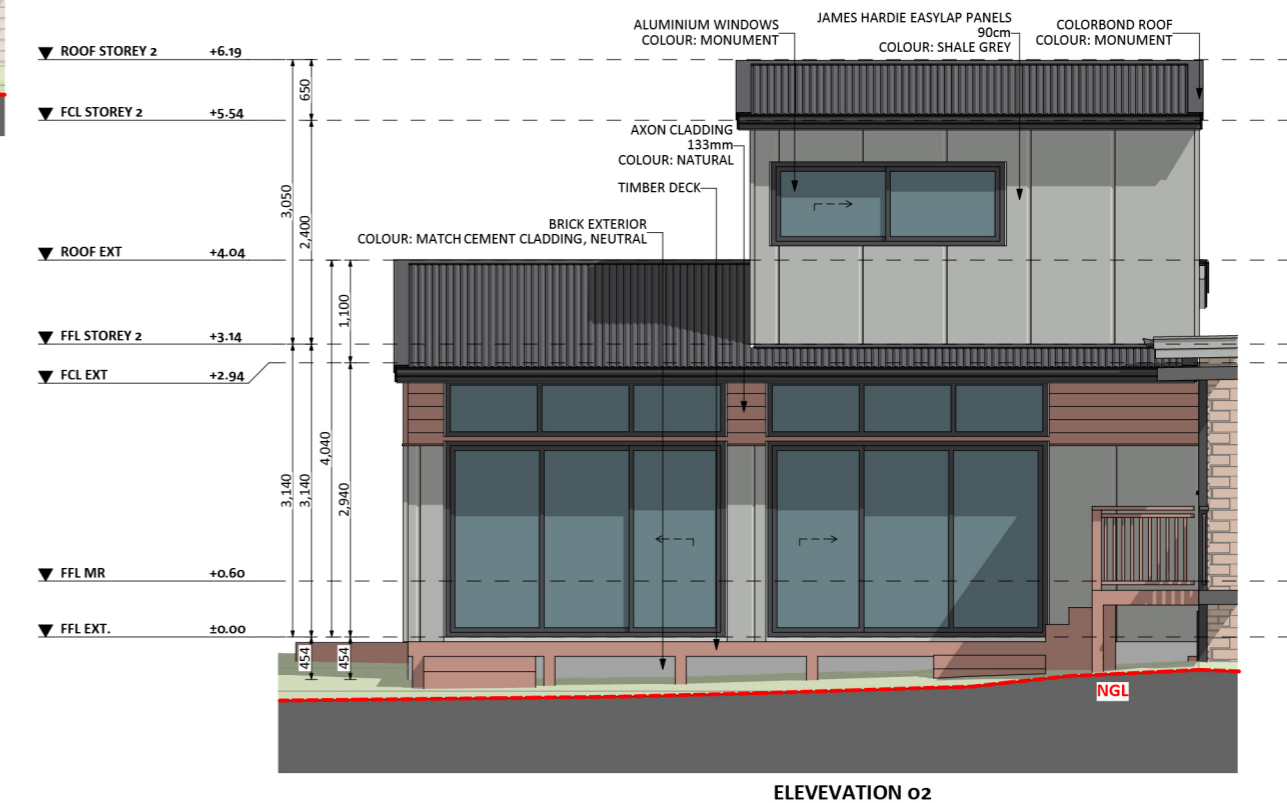 ALUMINIUM WINDOWS
COLOUR: MONUMENT
JAMES HARDIE EASYLAP PANELS
90cm
COLOUR: SHALE GREY
COLORBOND ROOF
COLOUR: MONUMENT
ROOF STOREY 2 +6.19
650
FCL STOREY 2 +5.54
AXON CLADDING
133mm
COLOUR: NATURAL
TIMBER DECK
BRICK EXTERIOR
COLOUR: MATCH CEMENT CLADDING, NEUTRAL
3,050
2,400
ROOF EXT +4.04
1,100
FFL STOREY 2 +3.14
FCL EXT +2.94
4,040
3,140
3,140
2,940
FFL MR +0.60
FFL EXT. ±0.00
454
454
NGL
ELEVEVATION 02